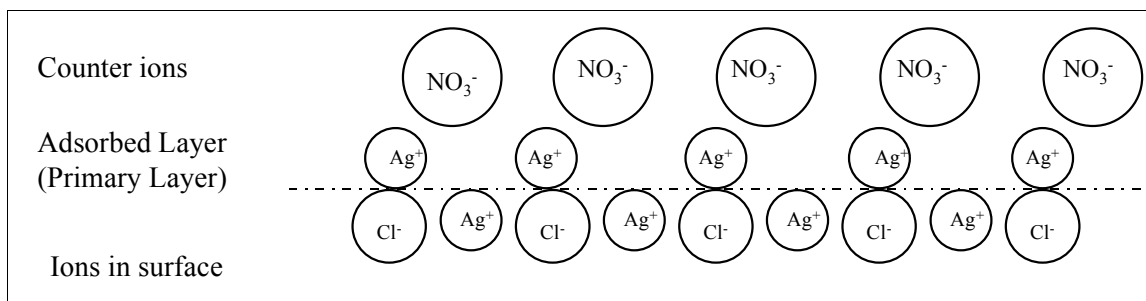 Counter ions
NO₃⁻ NO₃⁻ NO₃⁻ NO₃⁻ NO₃⁻
Adsorbed Layer
(Primary Layer)
Ag⁺ Ag⁺ Ag⁺ Ag⁺ Ag⁺
Cl⁻ Ag⁺ Cl⁻ Ag⁺ Cl⁻ Ag⁺ Cl⁻ Ag⁺ Cl⁻
Ions in surface